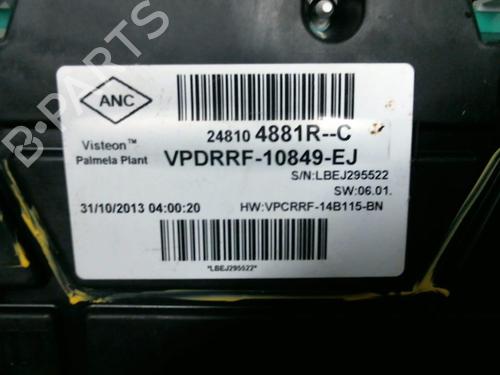 ANC
24810 4881R--C
Visteon™
Palmela Plant
VPDRRF-10849-EJ
S/N:LBEJ295522
SW:06.01.
31/10/2013 04:00:20
HW:VPCRRF-14B115-BN
*LBEJ295522*
B-PARTS